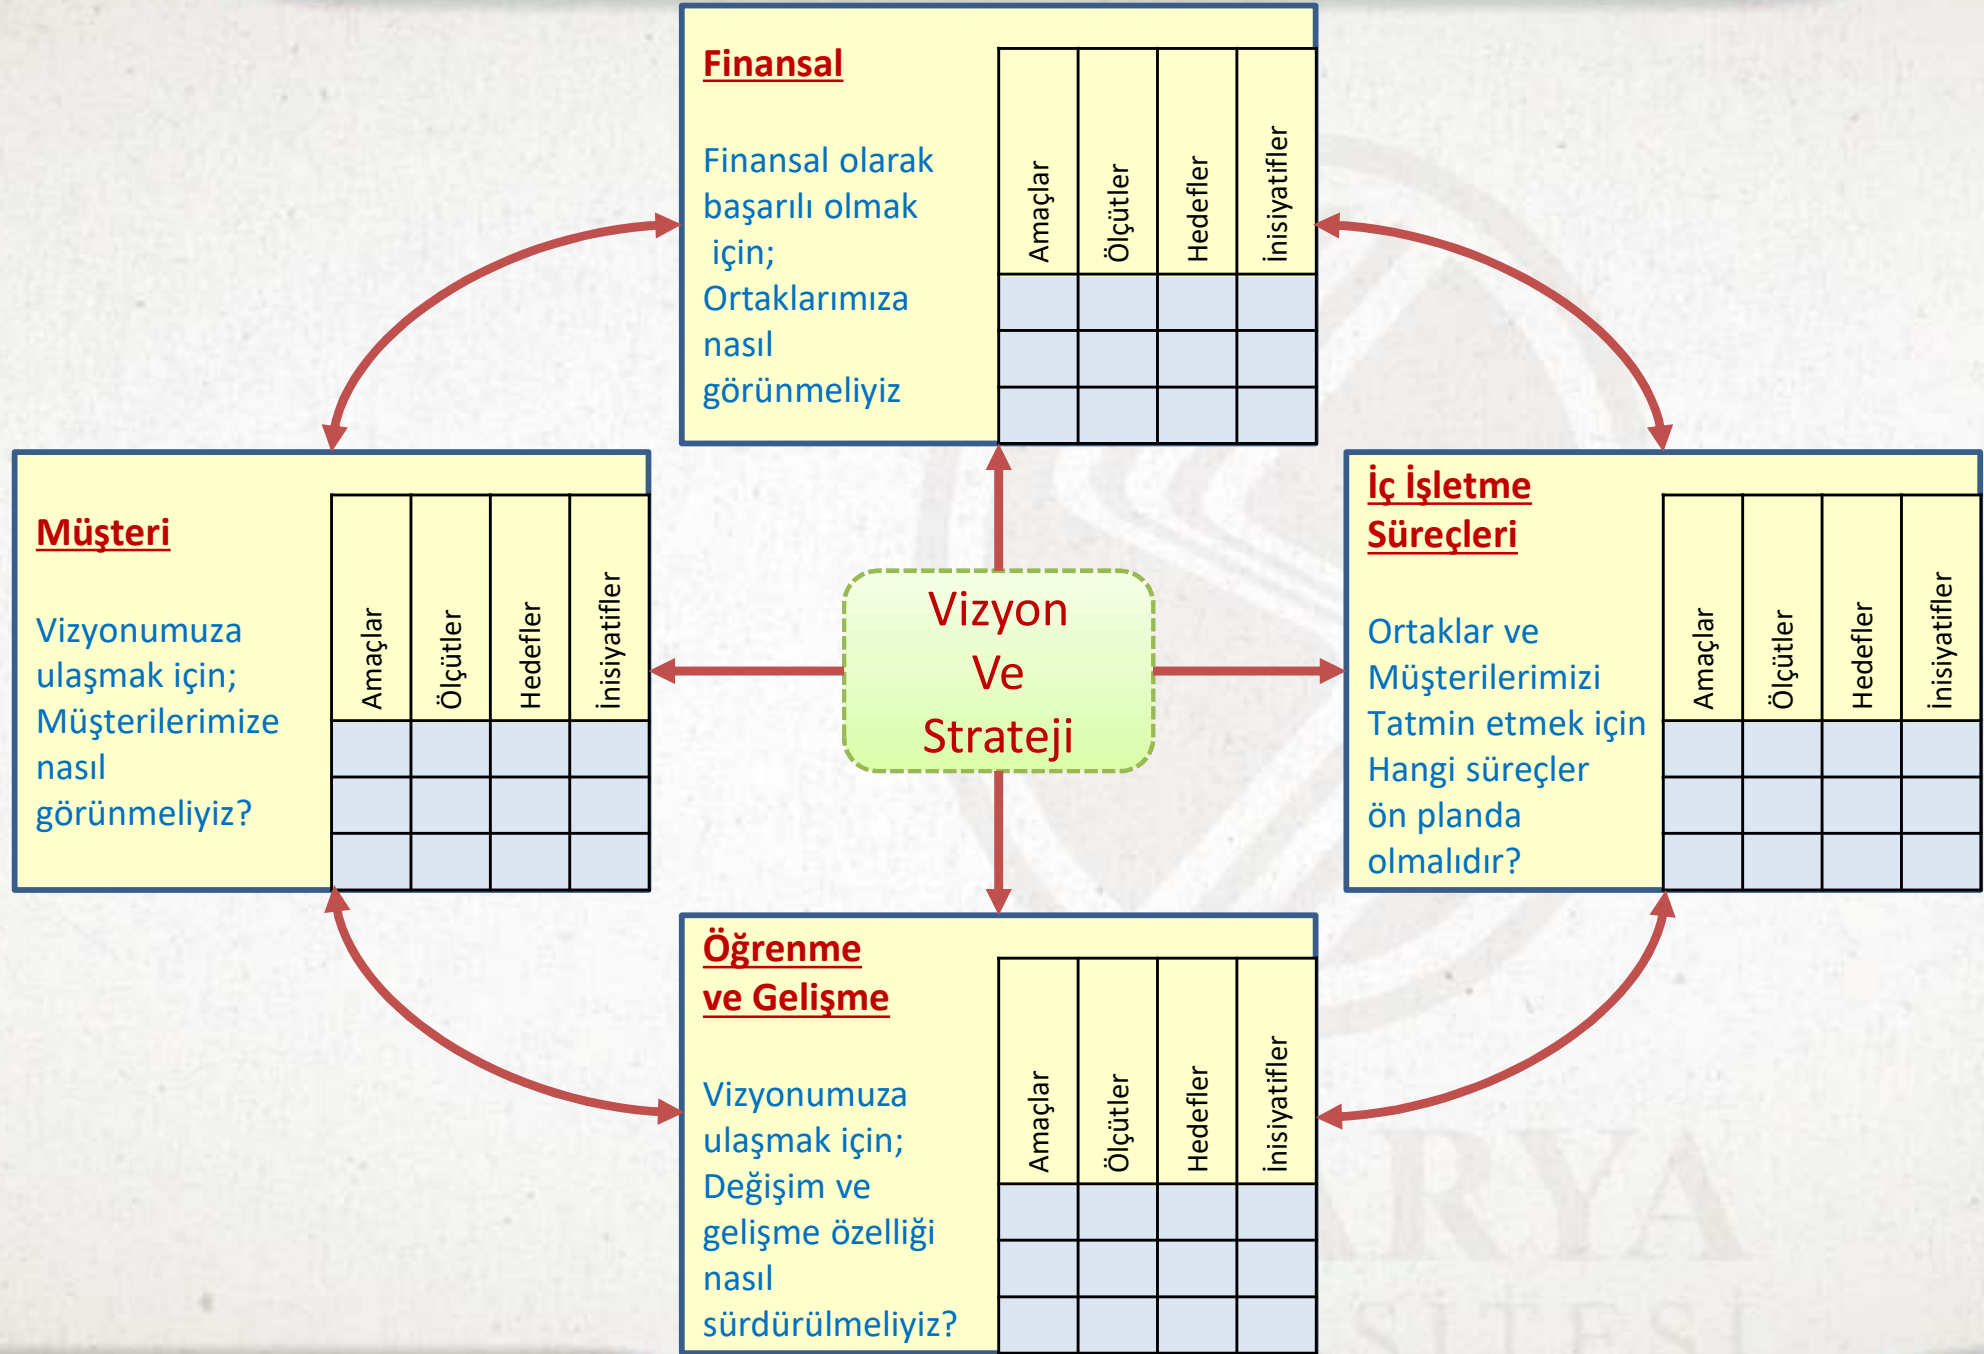 Finansal
Finansal olarak
başarılı olmak
için;
Ortaklarımıza
nasıl
görünmeliyiz
Amaçlar
Ölçütler
Hedefler
İnisiyatifler
Müşteri
Vizyonumuza
ulaşmak için;
Müşterilerimize
nasıl
görünmeliyiz?
Amaçlar
Ölçütler
Hedefler
İnisiyatifler
Vizyon
Ve
Strateji
İç İşletme
Süreçleri
Ortaklar ve
Müşterilerimizi
Tatmin etmek için
Hangi süreçler
ön planda
olmalıdır?
Amaçlar
Ölçütler
Hedefler
İnisiyatifler
Öğrenme
ve Gelişme
Vizyonumuza
ulaşmak için;
Değişim ve
gelişme özelliği
nasıl
sürdürülmeliyiz?
Amaçlar
Ölçütler
Hedefler
İnisiyatifler